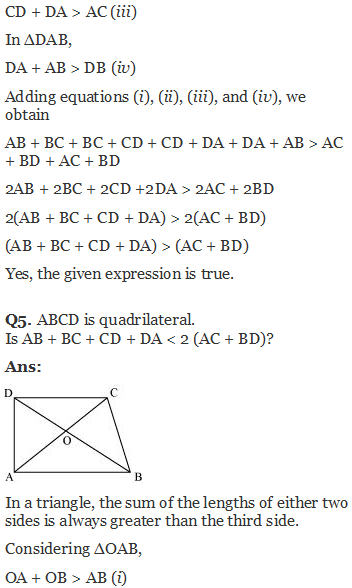 CD + DA > AC (iii)
In ΔDAB,
DA + AB > DB (iv)
Adding equations (i), (ii), (iii), and (iv), we
obtain
AB + BC + BC + CD + CD + DA + DA + AB > AC
+ BD + AC + BD
2AB + 2BC + 2CD +2DA > 2AC + 2BD
2(AB + BC + CD + DA) > 2(AC + BD)
(AB + BC + CD + DA) > (AC + BD)
Yes, the given expression is true.
Q5. ABCD is quadrilateral.
Is AB + BC + CD + DA < 2 (AC + BD)?
Ans:
D C
O
A B
In a triangle, the sum of the lengths of either two
sides is always greater than the third side.
Considering ΔOAB,
OA + OB > AB (i)